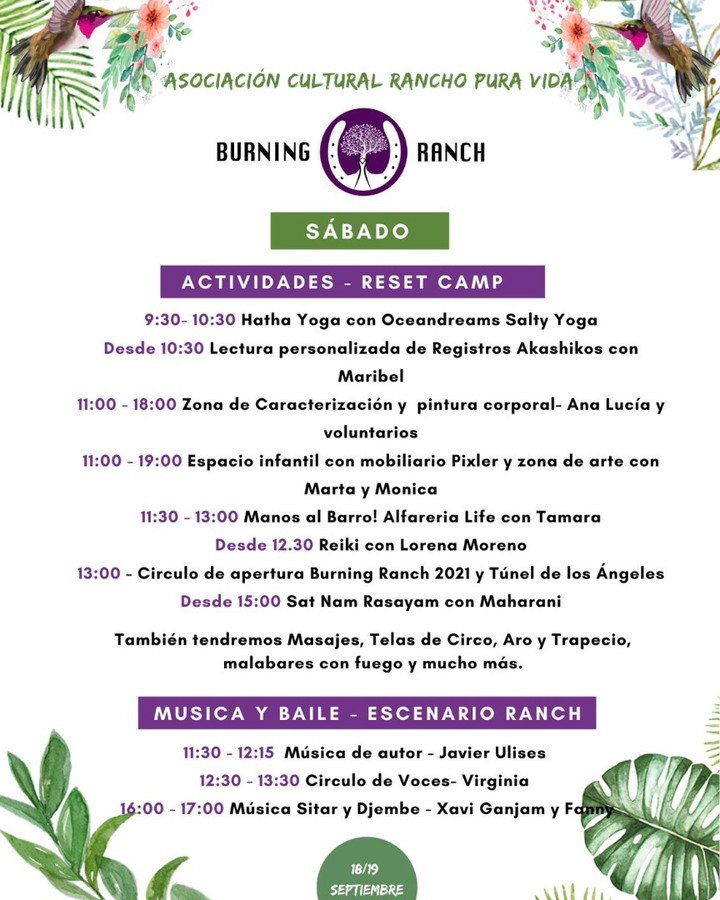 ASOCIACIÓN CULTURAL RANCHO PURA VIDA
BURNING RANCH
SÁBADO
ACTIVIDADES - RESET CAMP
9:30- 10:30 Hatha Yoga con Oceandreams Salty Yoga
Desde 10:30 Lectura personalizada de Registros Akashikos con
Maribel
11:00 - 18:00 Zona de Caracterización y pintura corporal- Ana Lucía y
voluntarios
11:00 - 19:00 Espacio infantil con mobiliario Pixler y zona de arte con
Marta y Monica
11:30 - 13:00 Manos al Barro! Alfareria Life con Tamara
Desde 12.30 Reiki con Lorena Moreno
13:00 - Circulo de apertura Burning Ranch 2021 y Túnel de los Ángeles
Desde 15:00 Sat Nam Rasayam con Maharani
También tendremos Masajes, Telas de Circo, Aro y Trapecio,
malabares con fuego y mucho más.
MUSICA Y BAILE - ESCENARIO RANCH
11:30 - 12:15 Música de autor - Javier Ulises
12:30 - 13:30 Circulo de Voces- Virginia
16:00 - 17:00 Música Sitar y Djembe - Xavi Ganjam y Fanny
18/19
SEPTIEMBRE